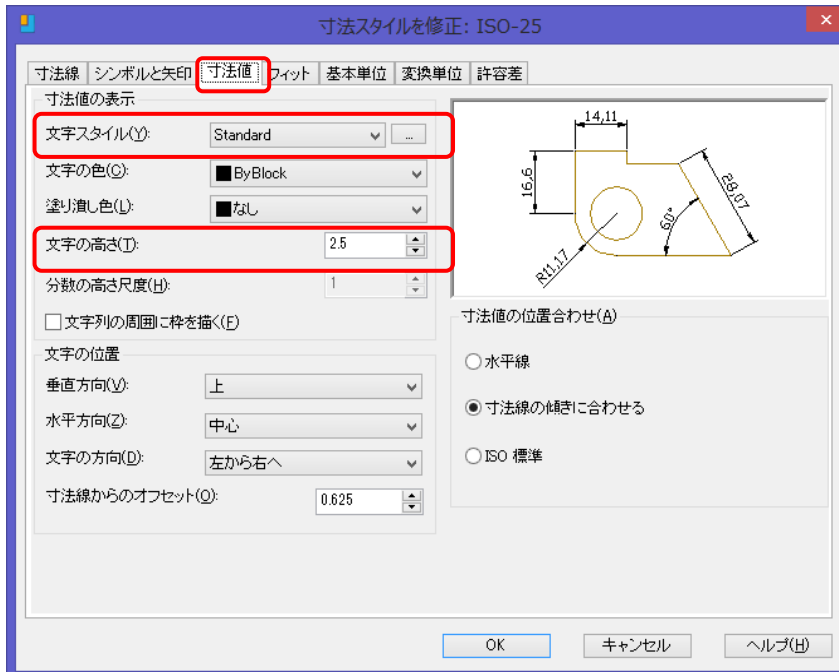 寸法スタイルを修正: ISO-25
寸法線 シンボルと矢印 寸法値 フィット 基本単位 変換単位 許容差
寸法値の表示
文字スタイル(Y): Standard ...
文字の色(C): ByBlock
塗り潰し色(L): なし
文字の高さ(T): 2.5
分数の高さ尺度(H): 1
文字列の周囲に枠を描く(F)
文字の位置
垂直方向(V): 上
水平方向(Z): 中心
文字の方向(D): 左から右へ
寸法線からのオフセット(O): 0.625
14,11
16,6
28,07
60°
R11,17
寸法値の位置合わせ(A)
水平線
寸法線の傾きに合わせる
ISO 標準
OK キャンセル ヘルプ(H)